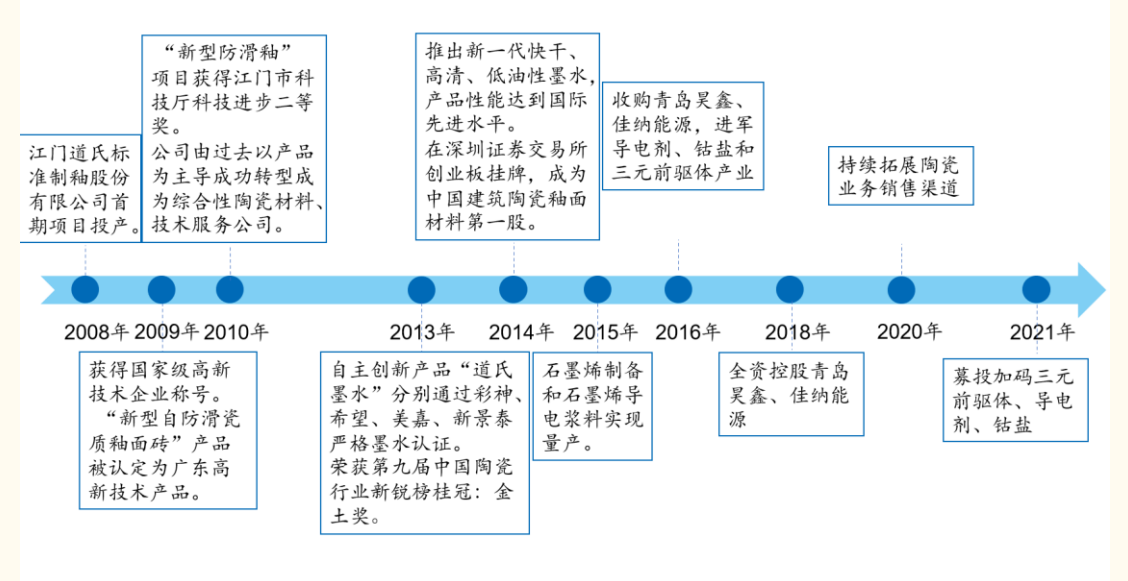 “新型防滑釉”
项目获得江门市科
技厅科技进步二等
奖。
公司由过去以产品
为主导成功转型成
为综合性陶瓷材料、
技术服务公司。
推出新一代快干、
高清、低油性墨水,
产品性能达到国际
先进水平。
在深圳证券交易所
创业板挂牌，成为
中国建筑陶瓷釉面
材料第一股。
收购青岛昊鑫、
佳纳能源，进军
导电剂、钴盐和
三元前驱体产业
江门道氏标
准制釉股份
有限公司首
期项目投产。
持续拓展陶瓷
业务销售渠道
2008年 2009年 2010年 2013年 2014年 2015年 2016年 2018年 2020年 2021年
获得国家级高新
技术企业称号。
“新型自防滑瓷
质釉面砖”产品
被认定为广东高
新技术产品。
自主创新产品“道氏
墨水”分别通过彩神、
希望、美嘉、新景泰
严格墨水认证。
荣获第九届中国陶瓷
行业新锐榜桂冠：金
土奖。
石墨烯制备
和石墨烯导
电浆料实现
量产。
全资控股青岛
昊鑫、佳纳能
源
募投加码三元
前驱体、导电
剂、钴盐